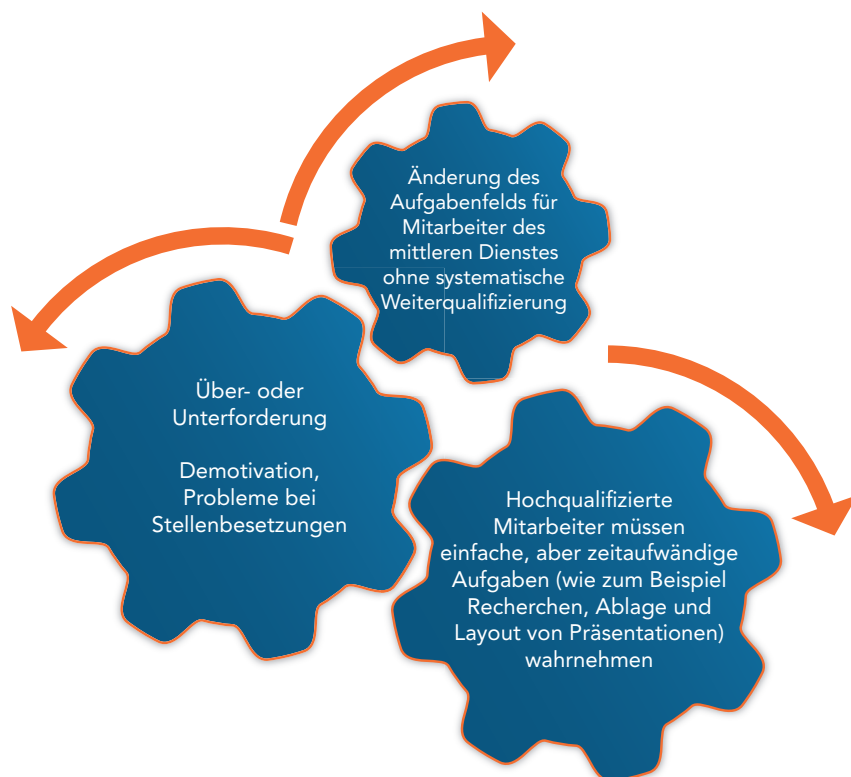 Änderung des
Aufgabenfelds für
Mitarbeiter des
mittleren Dienstes
ohne systematische
Weiterqualifizierung
Über- oder
Unterforderung
Demotivation,
Probleme bei
Stellenbesetzungen
Hochqualifizierte
Mitarbeiter müssen
einfache, aber zeitaufwändige
Aufgaben (wie zum Beispiel
Recherchen, Ablage und
Layout von Präsentationen)
wahrnehmen